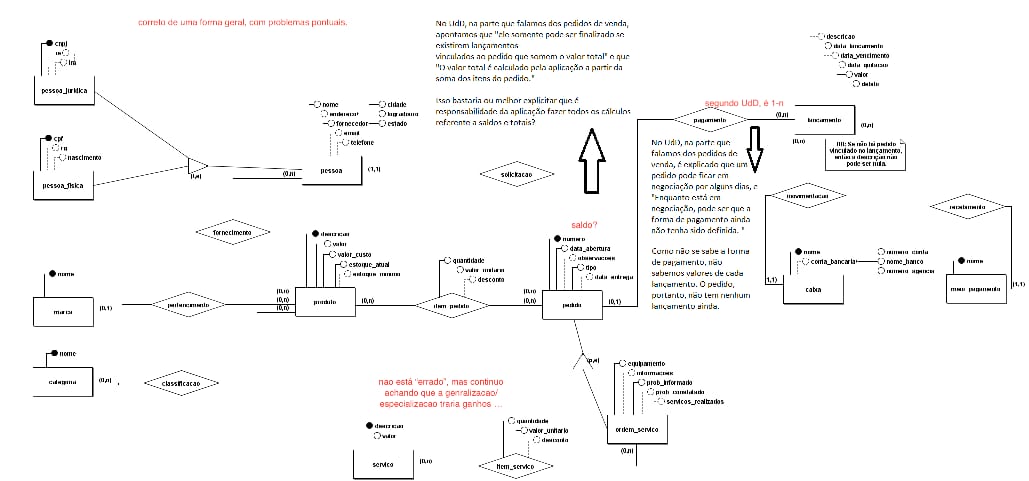 correto de uma forma geral, com problemas pontuais.
No UdD, na parte que falamos dos pedidos de venda,
apontamos que "ele somente pode ser finalizado se
existirem lançamentos
vinculados ao pedido que somem o valor total" e que
"O valor total é calculado pela aplicação a partir da
soma dos itens do pedido."
Isso bastaria ou melhor explicitar que é
responsabilidade da aplicação fazer todos os cálculos
referente a saldos e totais?
cnpj
ie
im
pessoa_juridica
cpf
rg
nascimento
pessoa_fisica
(0,n)
nome
endereco
fornecedor
email
telefone
cidade
logradouro
estado
(0,n)
pessoa
(1,1)
solicitacao
fornecimento
descricao
data_lancamento
data_vencimento
data_quitacao
valor
debito
segundo UdD, é 1-n
pagamento
(0,n)
lancamento
(0,n)
(0,n)
RI1: Se não há pedido
vinculado no lançamento,
então a descrição não
pode ser nula.
No UdD, na parte que
falamos dos pedidos de
venda, é explicado que um
pedido pode ficar em
negociação por alguns dias, e
"Enquanto está em
negociação, pode ser que a
forma de pagamento ainda
não tenha sido definida. "
Como não se sabe a forma
de pagamento, não
sabemos valores de cada
lançamento. O pedido,
portanto, não tem nenhum
lançamento ainda.
movimentacao
recebimento
nome
conta_bancaria
numero_conta
nome_banco
numero_agencia
(1,1)
caixa
nome
meio_pagamento
(1,1)
saldo?
numero
data_abertura
observacoes
tipo
data_entrega
(0,n)
(0,n)
pedido
(0,1)
descricao
valor
valor_custo
estoque_atual
estoque_minimo
(0,n)
(0,n)
(0,n)
produto
(0,n)
quantidade
valor_unitario
desconto
item_pedido
nome
marca
(0,1)
pertencimento
nome
categoria
(0,n)
classificacao
nao está "errado", mas continuo
achando que a genralizacao/
especializacao traria ganhos ...
descricao
valor
servico
(0,n)
quantidade
valor_unitario
desconto
item_servico
equipamento
informacoes
prob_informado
prob_constatado
servicos_realizados
ordem_servico
(0,n)